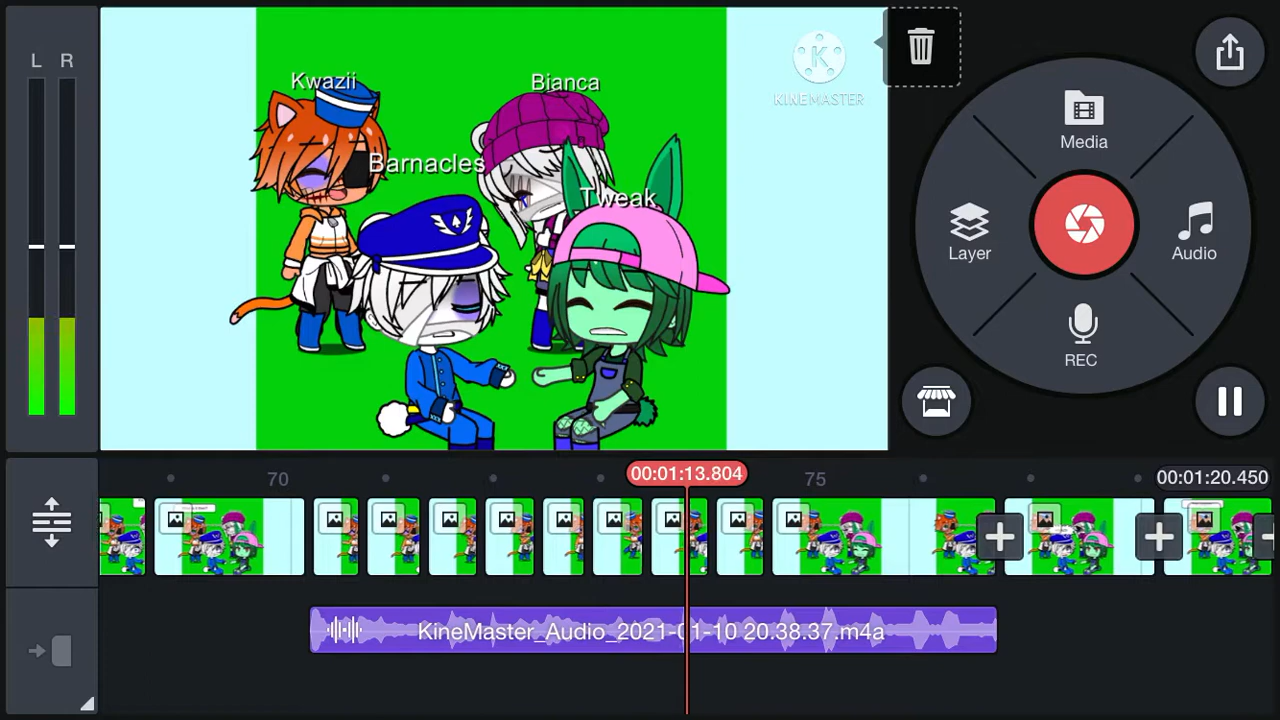 L R
Kwazii
Bianca
Barnacles
Tweak
KINEMASTER
Media
Layer
Audio
REC
70
00:01:13.804
75
00:01:20.450
KineMaster_Audio_2021-01-10 20.38.37.m4a